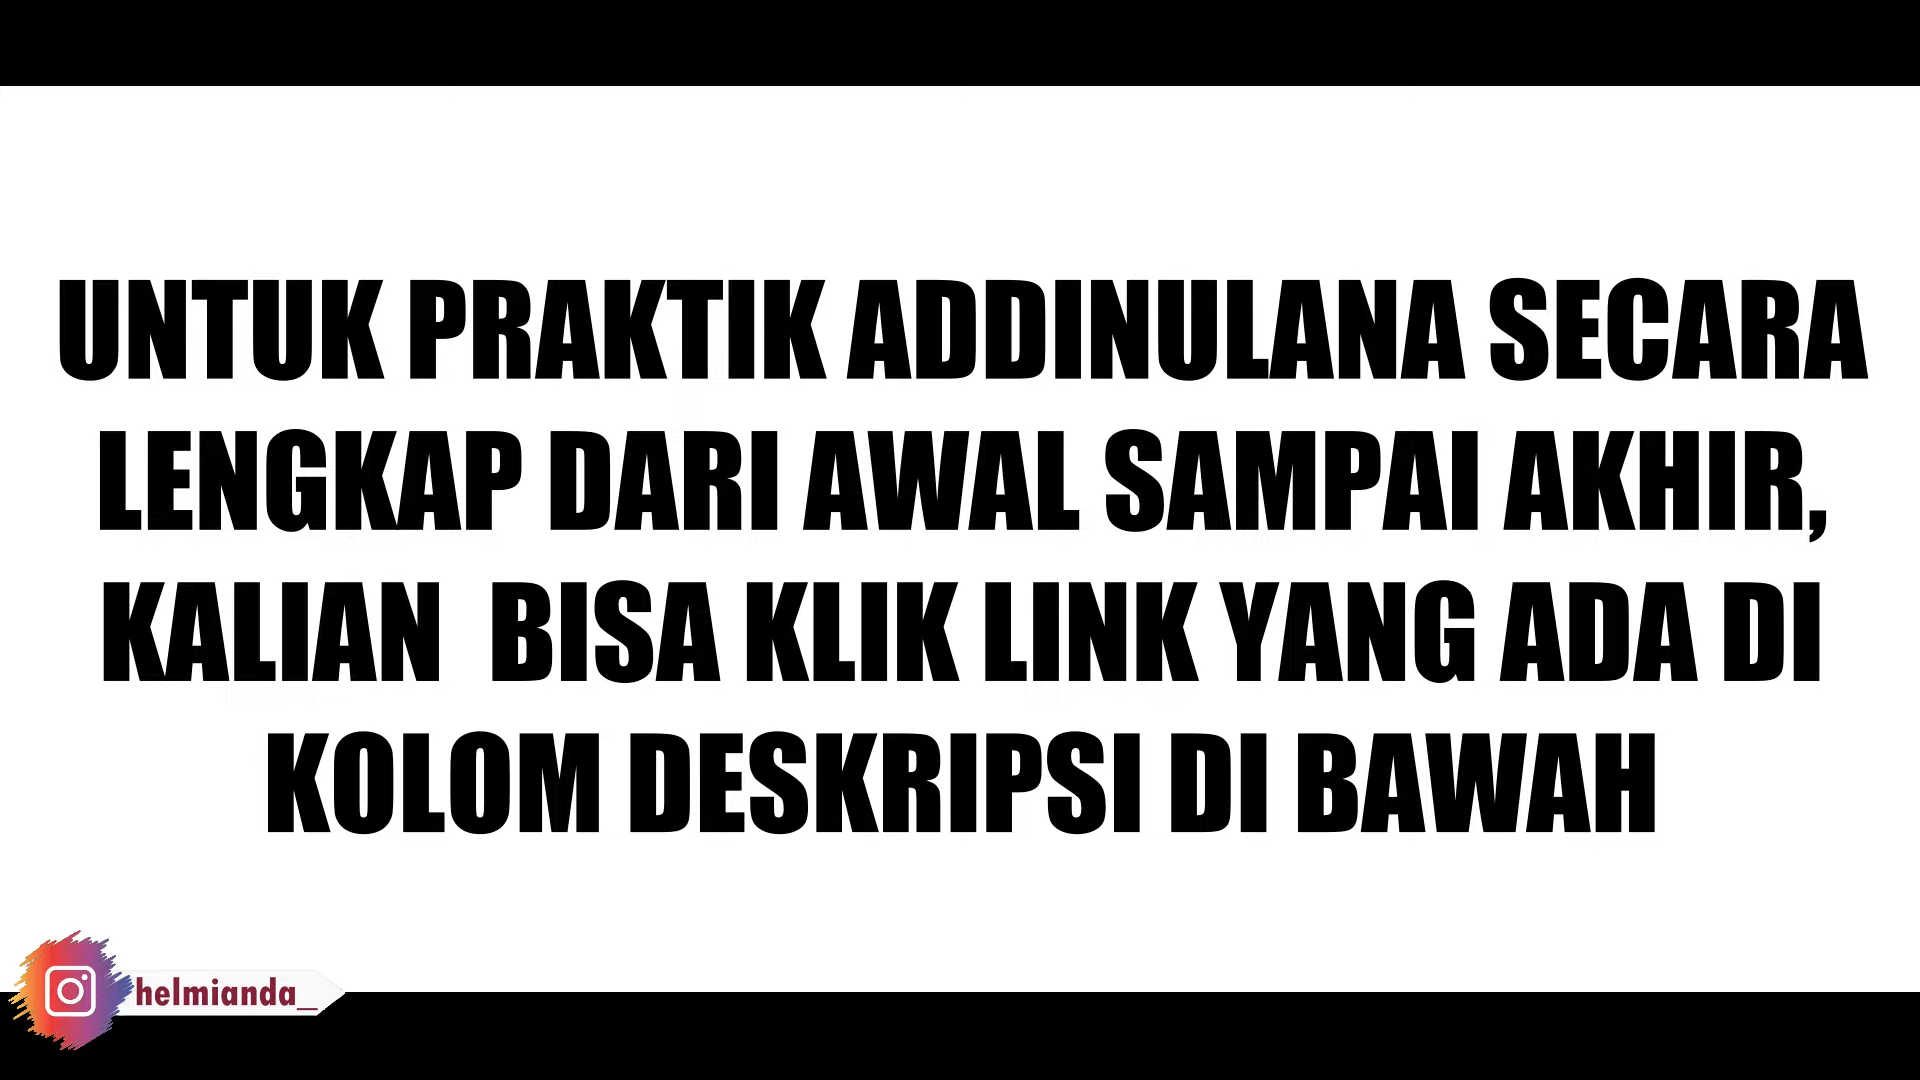 UNTUK PRAKTIK ADDINULANA SECARA
LENGKAP DARI AWAL SAMPAI AKHIR,
KALIAN  BISA KLIK LINK YANG ADA DI
KOLOM DESKRIPSI DI BAWAH
helmianda_